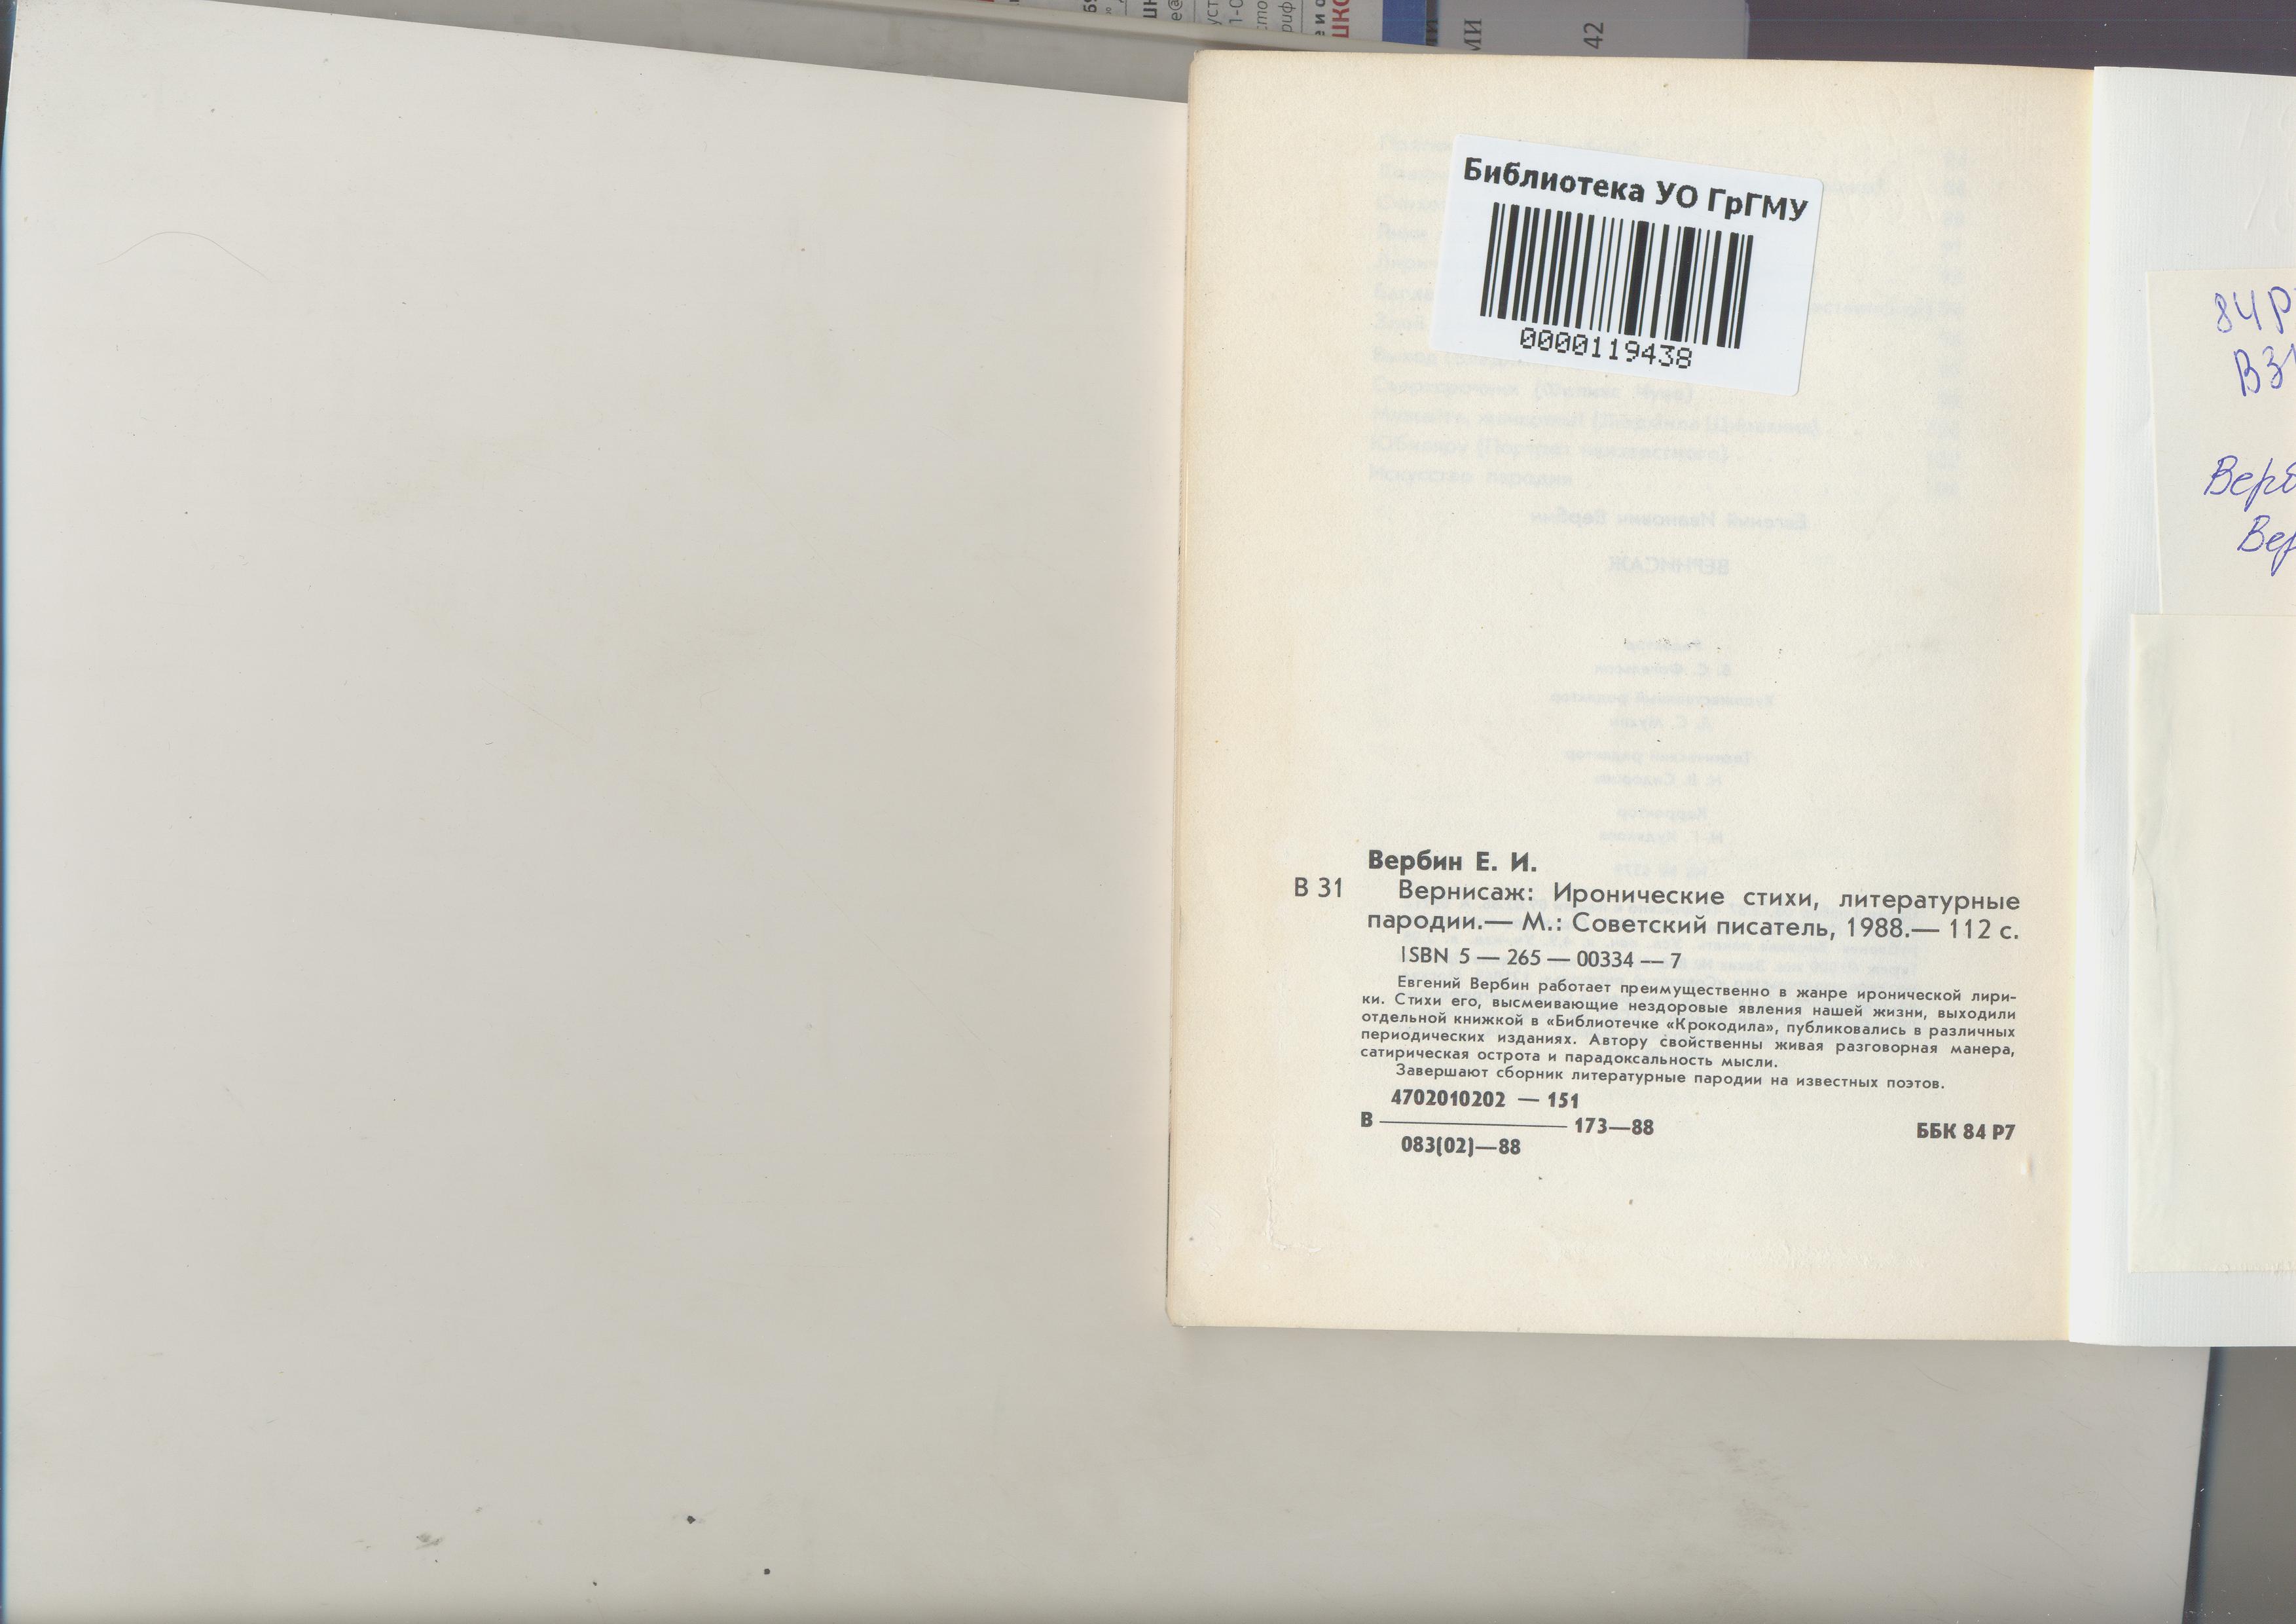 Библиотека УО ГрГМУ
0000119438
Вербин Е. И.
В 31
Вернисаж: Иронические стихи, литературные
пародии.— М.: Советский писатель, 1988.— 112 с.
ISBN 5 — 265 — 00334 — 7
Евгений Вербин работает преимущественно в жанре иронической лири-
ки. Стихи его, высмеивающие нездоровые явления нашей жизни, выходили
отдельной книжкой в «Библиотечке «Крокодила», публиковались в различных
периодических изданиях. Автору свойственны живая разговорная манера,
сатирическая острота и парадоксальность мысли.
Завершают сборник литературные пародии на известных поэтов.
4702010202 — 151
В 173—88
083(02)—88
ББК 84 Р7
42